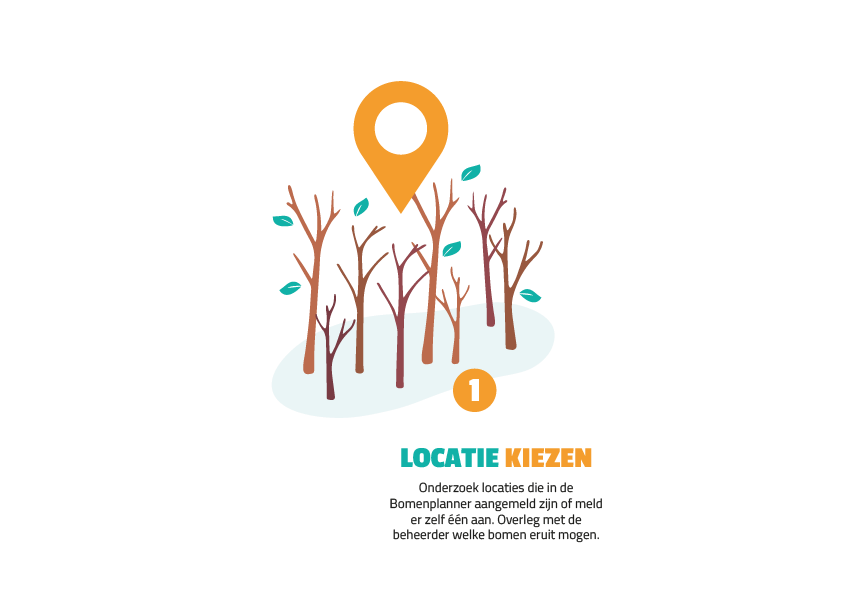 1
LOCATIE KIEZEN
Onderzoek locaties die in de
Bomenplanner aangemeld zijn of meld
er zelf één aan. Overleg met de
beheerder welke bomen eruit mogen.